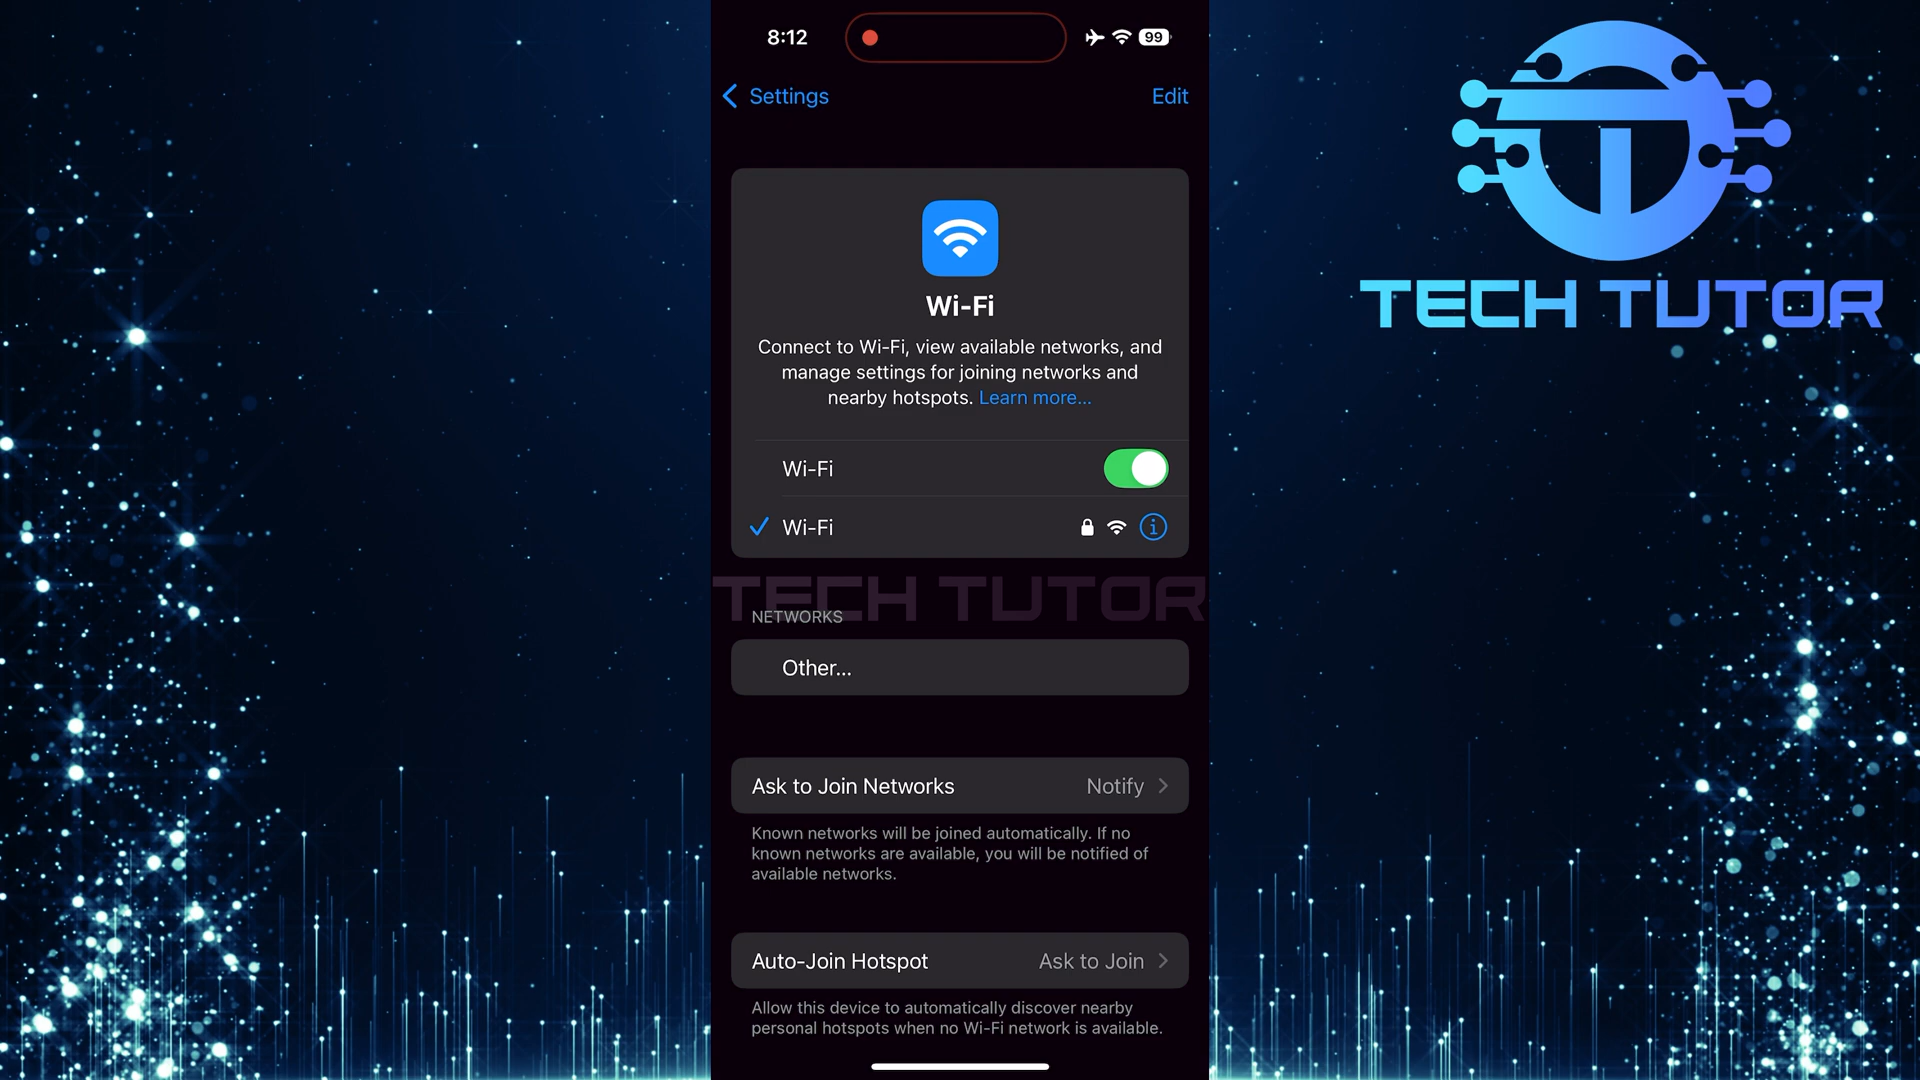 8:12
99
Settings
Edit
Wi-Fi
Connect to Wi-Fi, view available networks, and
manage settings for joining networks and
nearby hotspots. Learn more...
Wi-Fi
Wi-Fi
TECH TUTOR
NETWORKS
Other...
Ask to Join Networks
Notify
Known networks will be joined automatically. If no
known networks are available, you will be notified of
available networks.
Auto-Join Hotspot
Ask to Join
Allow this device to automatically discover nearby
personal hotspots when no Wi-Fi network is available.
TECH TUTOR